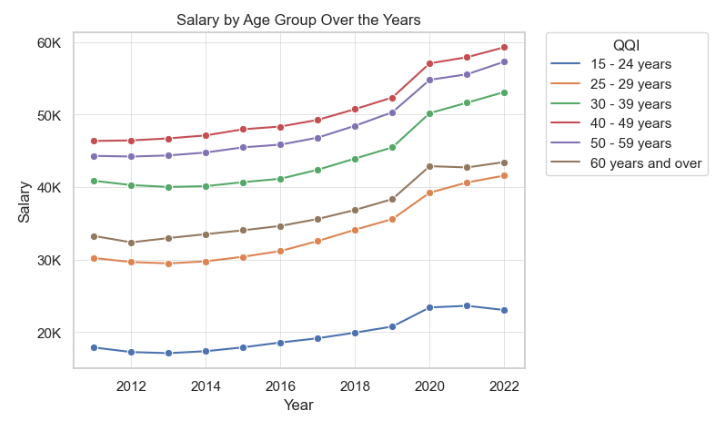 Salary by Age Group Over the Years
60K
50K
40K
30K
20K
Salary
2012 2014 2016 2018 2020 2022
Year
QQI
15 - 24 years
25 - 29 years
30 - 39 years
40 - 49 years
50 - 59 years
60 years and over